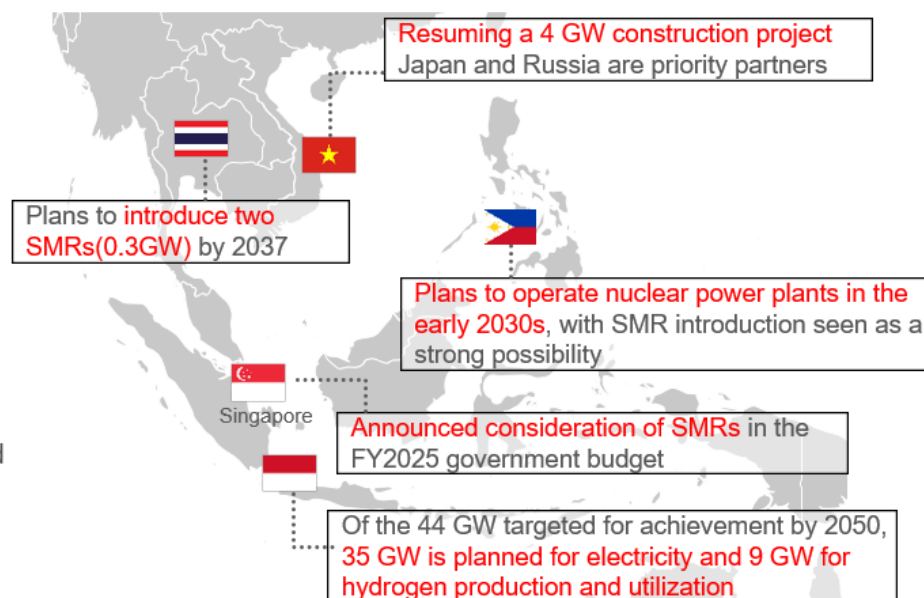 Resuming a 4 GW construction project
Japan and Russia are priority partners
Plans to introduce two
SMRs(0.3GW) by 2037
Plans to operate nuclear power plants in the
early 2030s, with SMR introduction seen as a
strong possibility
Singapore
Announced consideration of SMRs in the
FY2025 government budget
Of the 44 GW targeted for achievement by 2050,
35 GW is planned for electricity and 9 GW for
hydrogen production and utilization